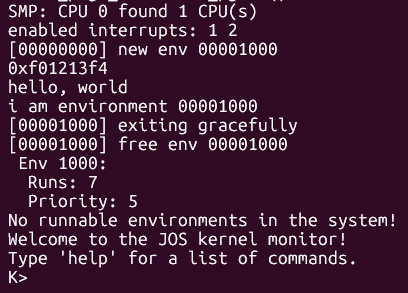 SMP: CPU 0 found 1 CPU(s)
enabled interrupts: 1 2
[00000000] new env 00001000
0xf01213f4
hello, world
i am environment 00001000
[00001000] exiting gracefully
[00001000] free env 00001000
 Env 1000:
  Runs: 7
  Priority: 5
No runnable environments in the system!
Welcome to the JOS kernel monitor!
Type 'help' for a list of commands.
K>